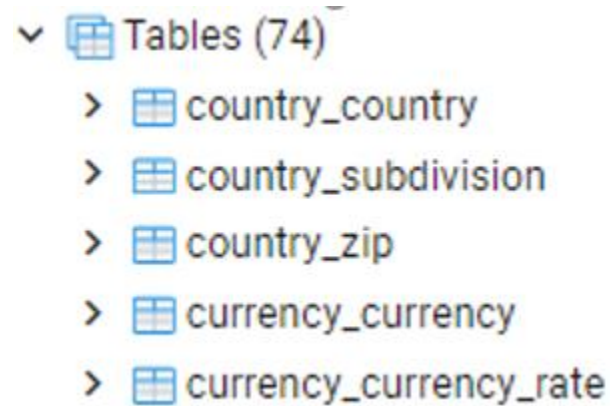 Tables (74)
country_country
country_subdivision
country_zip
currency_currency
currency_currency_rate